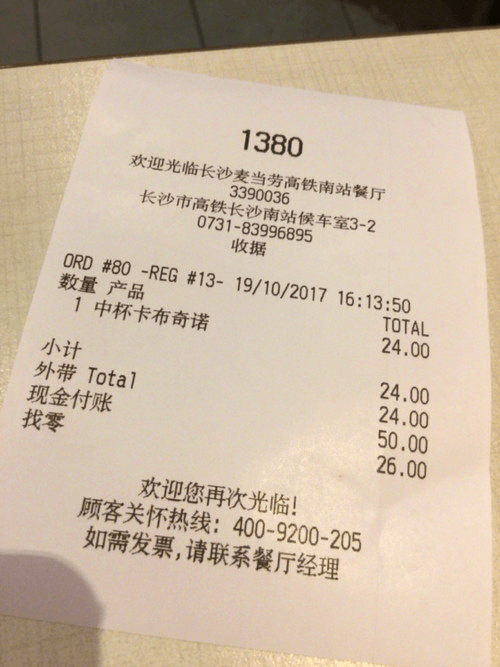 1380
欢迎光临长沙麦当劳高铁南站餐厅
3390036
长沙市高铁长沙南站候车室3-2
0731-83996895
收据
ORD #80 -REG #13- 19/10/2017 16:13:50
数量 产品 TOTAL
1 中杯卡布奇诺 24.00
小计 24.00
外带 Total 24.00
现金付账 50.00
找零 26.00
欢迎您再次光临!
顾客关怀热线: 400-9200-205
如需发票,请联系餐厅经理